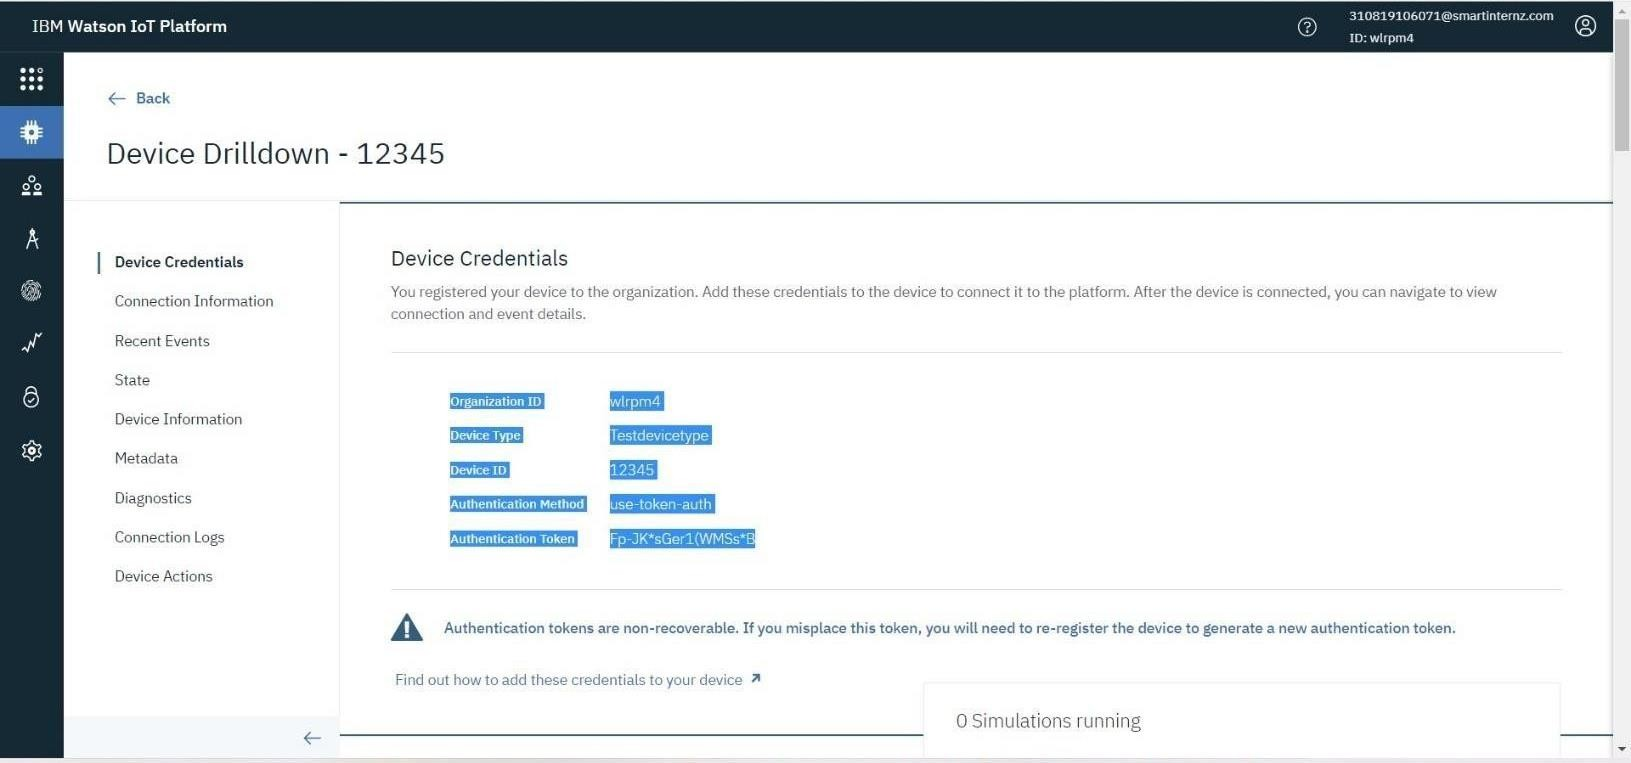 IBM Watson IoT Platform
310819106071@smartinternz.com
ID: wlrpm4
Back
Device Drilldown - 12345
Device Credentials
Connection Information
Recent Events
State
Device Information
Metadata
Diagnostics
Connection Logs
Device Actions
Device Credentials
You registered your device to the organization. Add these credentials to the device to connect it to the platform. After the device is connected, you can navigate to view
connection and event details.
Organization ID wlrpm4
Device Type Testdevicetype
Device ID 12345
Authentication Method use-token-auth
Authentication Token Fp-JK*sGer1(WMSs*B
Authentication tokens are non-recoverable. If you misplace this token, you will need to re-register the device to generate a new authentication token.
Find out how to add these credentials to your device
0 Simulations running